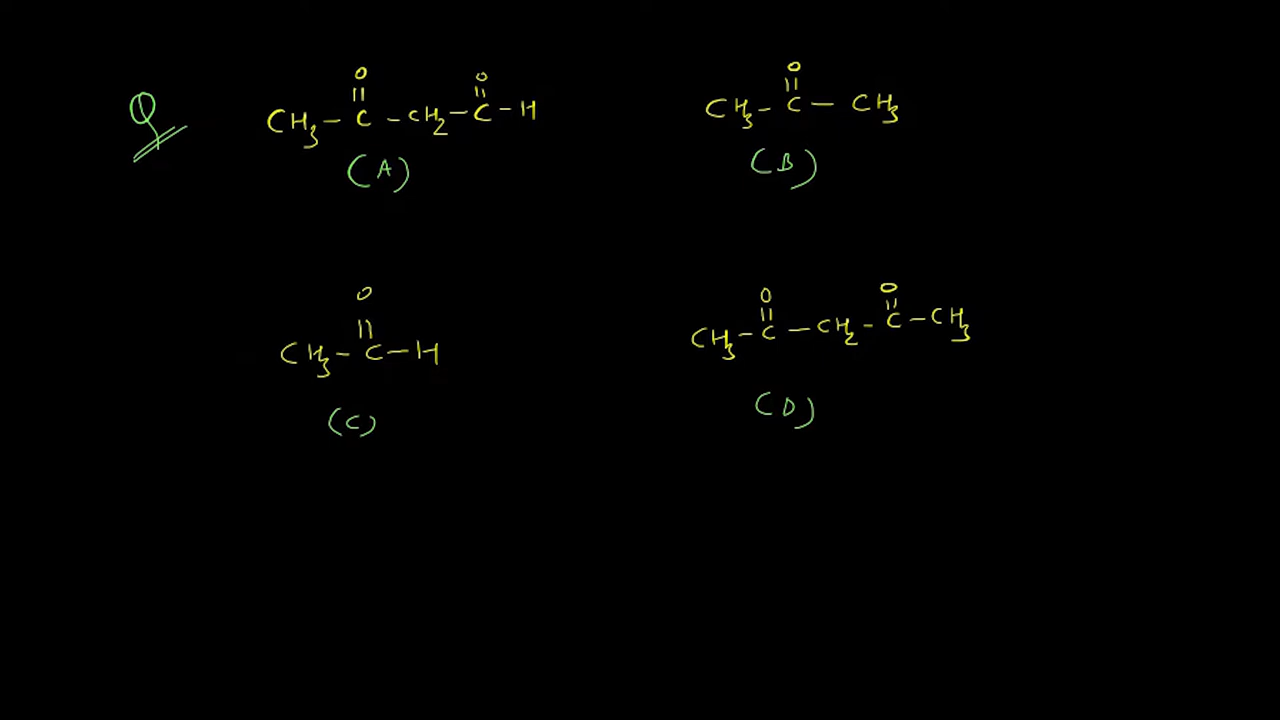 Q CH3 - C - CH2 - C - H CH3 - C - CH3
O O O
(A) (B)
O O O
CH3 - C - H CH3 - C - CH2 - C - CH3
(C) (D)